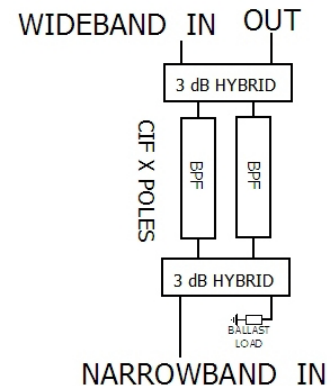 WIDEBAND IN OUT
3 dB HYBRID
CIF X POLES
BPF
BPF
3 dB HYBRID
BALLAST
LOAD
NARROWBAND IN